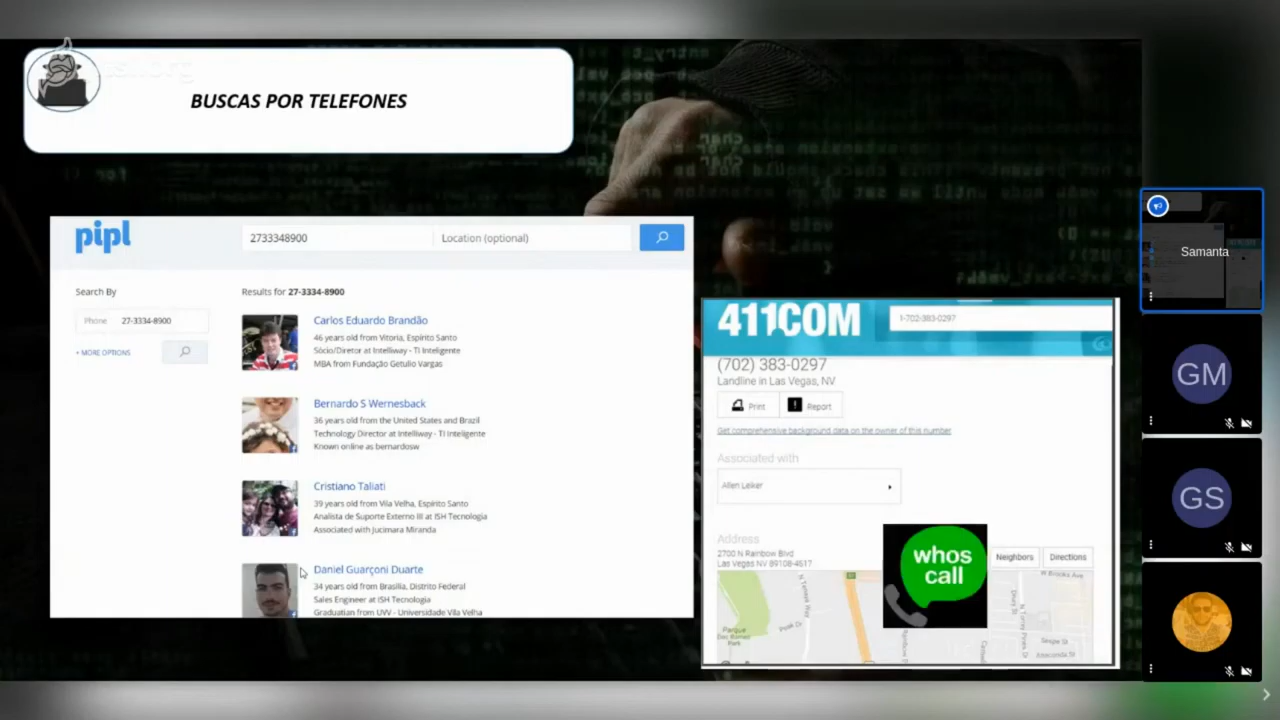 BUSCAS POR TELEFONES
pipl
2733348900
Location (optional)
Search By
Phone 27-3334-8900
+ MORE OPTIONS
Results for 27-3334-8900
Carlos Eduardo Brandão
46 years old from Vitoria, Espírito Santo
Sócio/Diretor at Intelliway - TI Inteligente
MBA from Fundação Getulio Vargas
Bernardo S Wernesback
36 years old from the United States and Brazil
Technology Director at Intelliway - TI Inteligente
Known online as bernardosw
Cristiano Taliati
39 years old from Vila Velha, Espírito Santo
Analista de Suporte Externo III at ISH Tecnologia
Associated with Jucimara Miranda
Daniel Guarçoni Duarte
34 years old from Brasilia, Distrito Federal
Sales Engineer at ISH Tecnologia
Graduation from UVV - Universidade Vila Velha
411COM
1-702-383-0297
(702) 383-0297
Landline in Las Vegas, NV
Print
Report
Get comprehensive background data on the owner of this number
Associated with
Allen Leiker
Address
2700 N Rainbow Blvd
Las Vegas NV 89108-4517
Neighbors
Directions
whos
call
Samanta
GM
GS